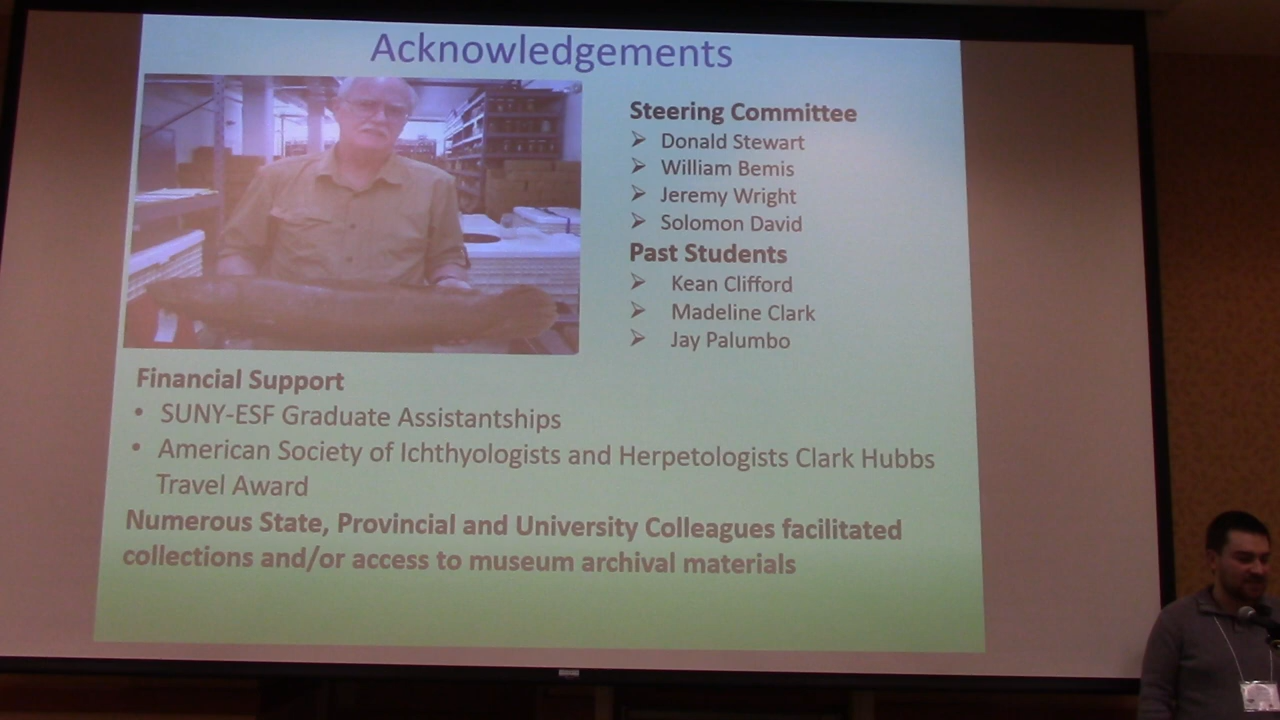 Acknowledgements
Steering Committee
➢ Donald Stewart
➢ William Bemis
➢ Jeremy Wright
➢ Solomon David
Past Students
➢ Kean Clifford
➢ Madeline Clark
➢ Jay Palumbo
Financial Support
• SUNY-ESF Graduate Assistantships
• American Society of Ichthyologists and Herpetologists Clark Hubbs
Travel Award
Numerous State, Provincial and University Colleagues facilitated
collections and/or access to museum archival materials